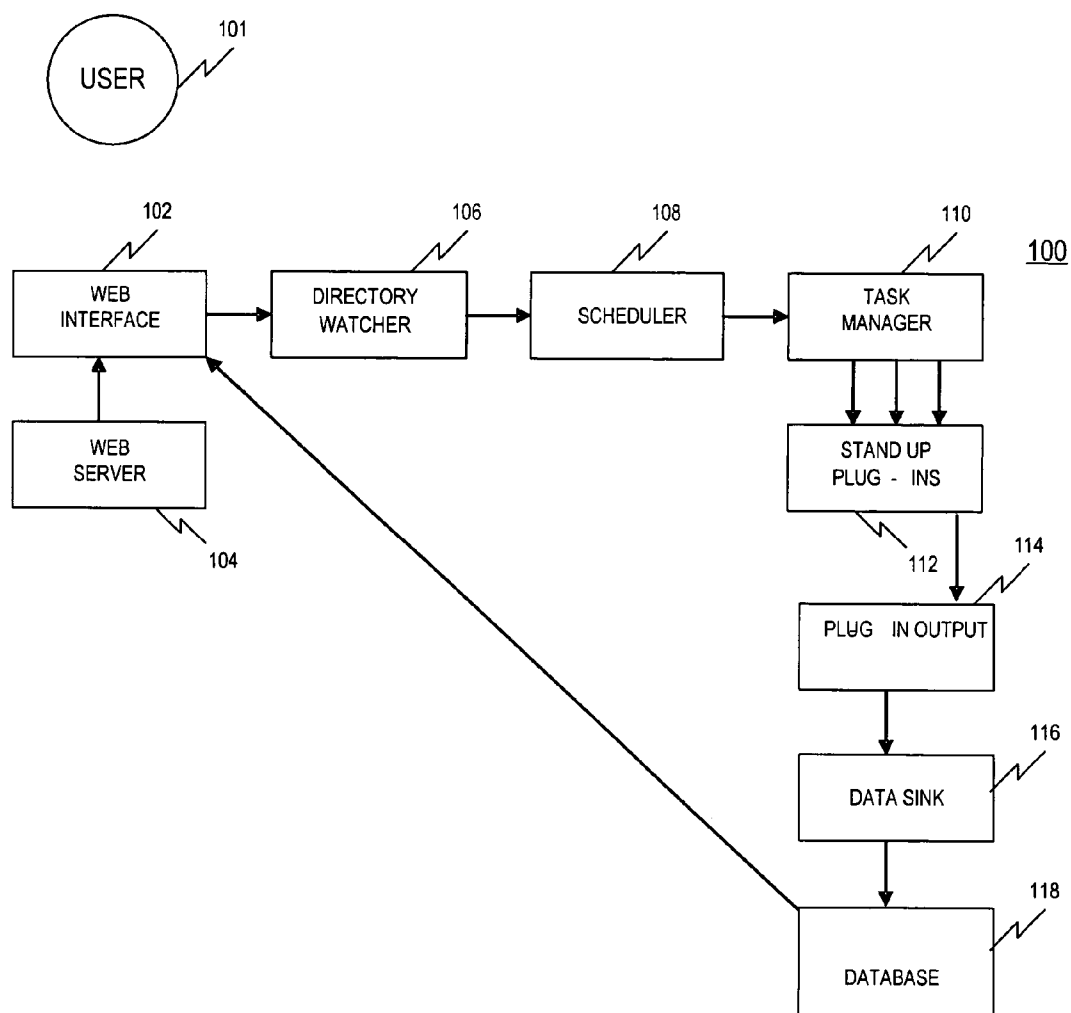 101
USER
102
106
108
110
100
WEB
INTERFACE
DIRECTORY
WATCHER
SCHEDULER
TASK
MANAGER
WEB
SERVER
104
STAND UP
PLUG - INS
112
114
PLUG IN OUTPUT
116
DATA SINK
118
DATABASE